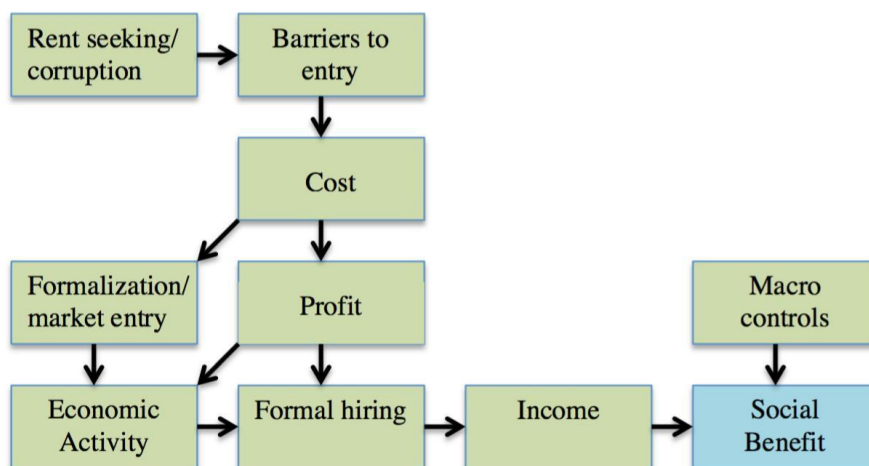 Rent seeking/
corruption
Barriers to
entry
Cost
Formalization/
market entry
Profit
Macro
controls
Economic
Activity
Formal hiring
Income
Social
Benefit